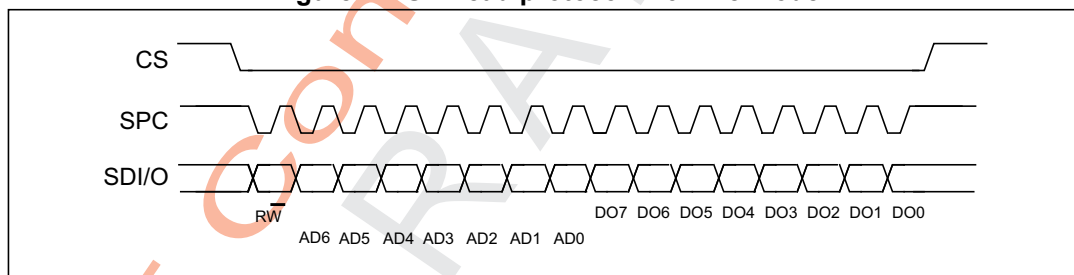 CS
SPC
SDI/O
RW
DO7 DO6 DO5 DO4 DO3 DO2 DO1 DO0
AD6 AD5 AD4 AD3 AD2 AD1 AD0